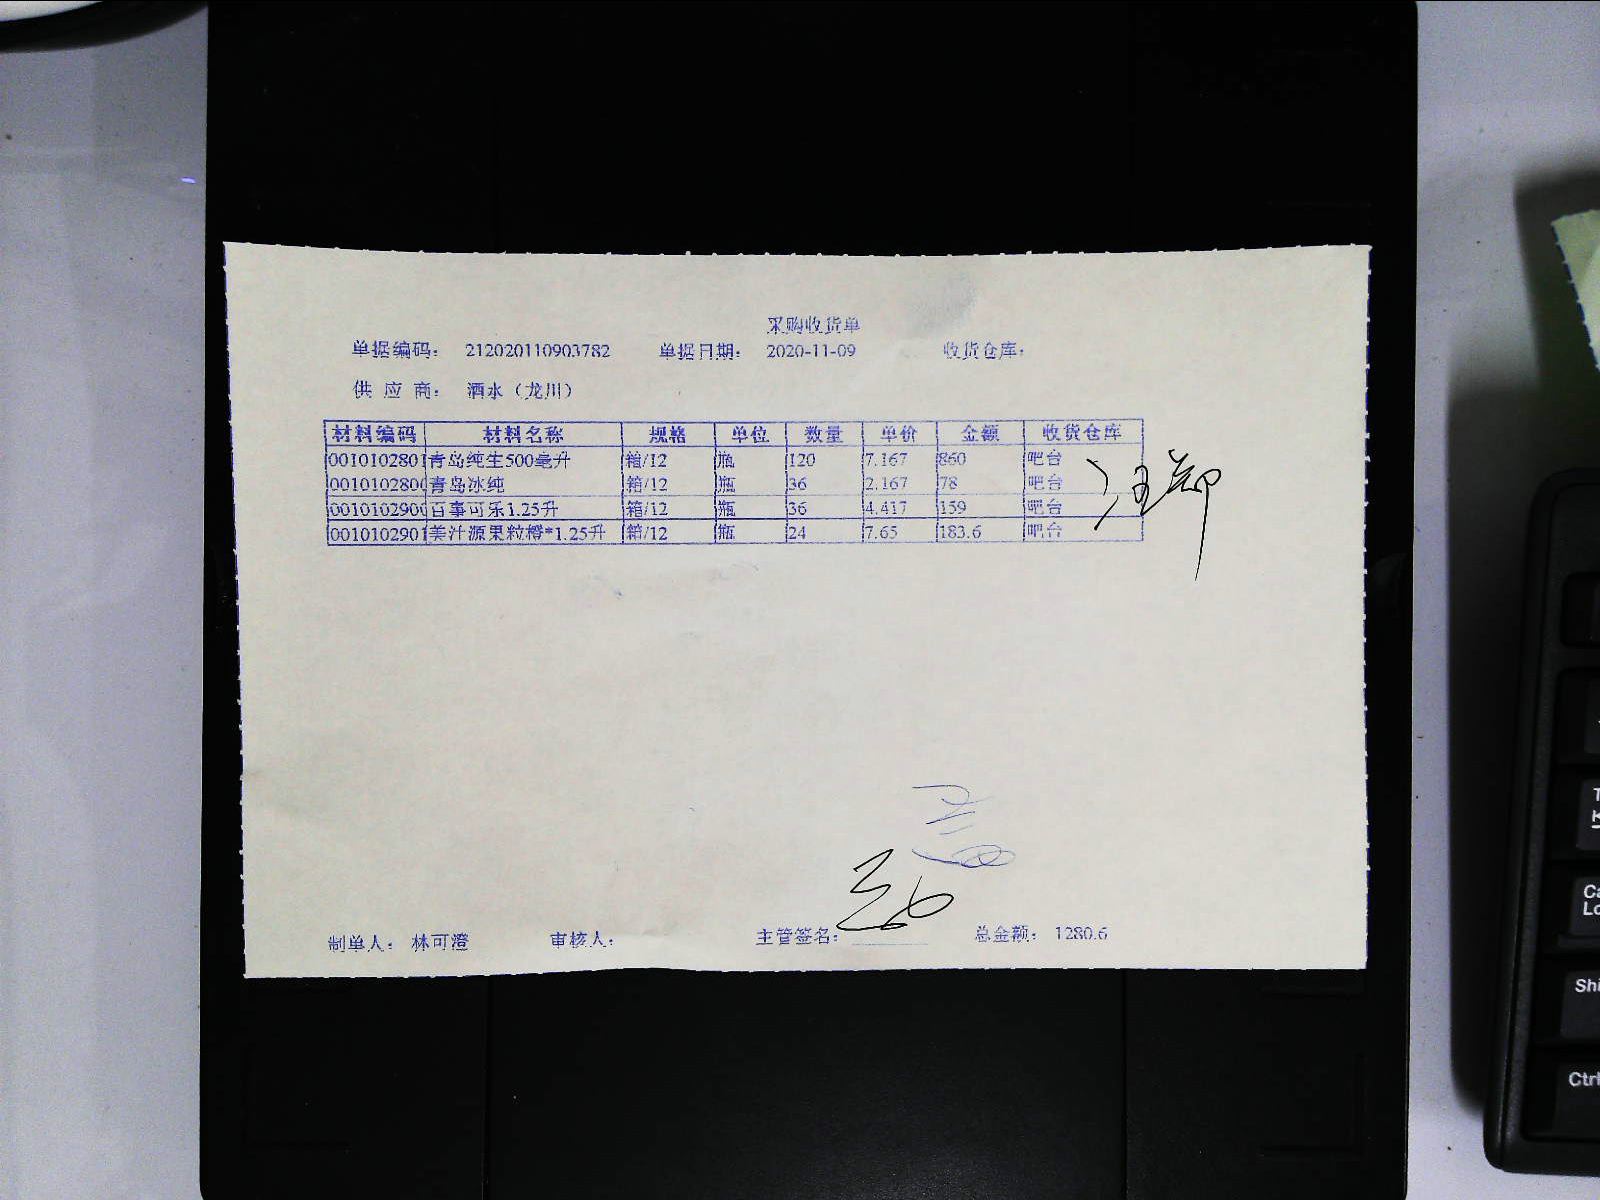 采购收货单
单据编码： 212020110903782 单据日期： 2020-11-09 收货仓库：
供 应 商： 酒水（龙川）
材料编码 材料名称 规格 单位 数量 单价 金额 收货仓库
0010102801 青岛纯生500毫升 箱/12 瓶 120 7.167 860 吧台
001010280 青岛冰纯 箱/12 瓶 36 2.167 78 吧台
001010290 百事可乐1.25升 箱/12 瓶 36 4.417 159 吧台
0010102901 美汁源果粒橙*1.25升 箱/12 瓶 24 7.65 183.6 吧台
制单人： 林可澄 审核人： 主管签名： 总金额： 1280.6
Shi
Ctrl